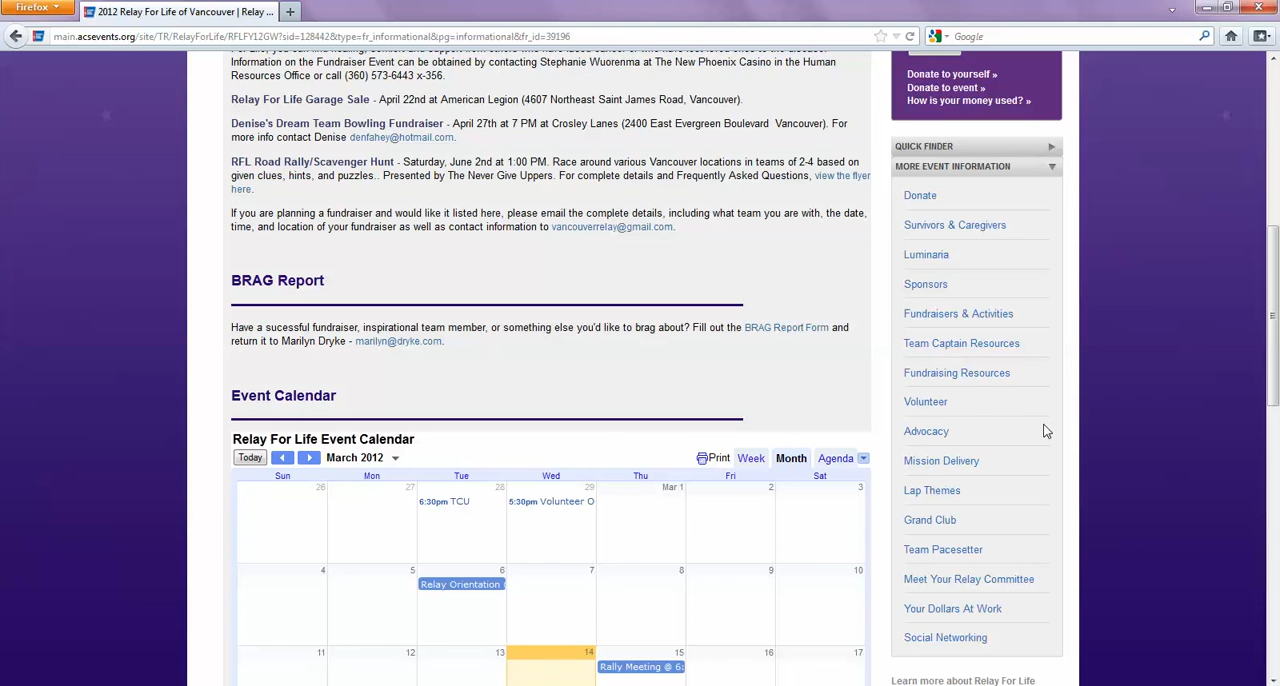 Firefox
2012 Relay For Life of Vancouver | Relay ...
main.acsevents.org/site/TR/RelayForLife/RFLFY12GW?sid=128442&type=fr_informational&pg=informational&fr_id=39196
Google
Information on the Fundraiser Event can be obtained by contacting Stephanie Wuorenma at The New Phoenix Casino in the Human
Resources Office or call (360) 573-6443 x-356.
Relay For Life Garage Sale - April 22nd at American Legion (4607 Northeast Saint James Road, Vancouver).
Denise's Dream Team Bowling Fundraiser - April 27th at 7 PM at Crosley Lanes (2400 East Evergreen Boulevard Vancouver). For
more info contact Denise denfahey@hotmail.com.
RFL Road Rally/Scavenger Hunt - Saturday, June 2nd at 1:00 PM. Race around various Vancouver locations in teams of 2-4 based on
given clues, hints, and puzzles.. Presented by The Never Give Uppers. For complete details and Frequently Asked Questions, view the flyer
here.
If you are planning a fundraiser and would like it listed here, please email the complete details, including what team you are with, the date,
time, and location of your fundraiser as well as contact information to vancouverrelay@gmail.com.
BRAG Report
Have a sucessful fundraiser, inspirational team member, or something else you'd like to brag about? Fill out the BRAG Report Form and
return it to Marilyn Dryke - marilyn@dryke.com.
Event Calendar
Relay For Life Event Calendar
Today March 2012 Print Week Month Agenda
Sun Mon Tue Wed Thu Fri Sat
26 27 28 29 Mar 1 2 3
6:30pm TCU 5:30pm Volunteer O
4 5 6 7 8 9 10
Relay Orientation
11 12 13 14 15 16 17
Rally Meeting @ 6:
Donate to yourself »
Donate to event »
How is your money used? »
QUICK FINDER
MORE EVENT INFORMATION
Donate
Survivors & Caregivers
Luminaria
Sponsors
Fundraisers & Activities
Team Captain Resources
Fundraising Resources
Volunteer
Advocacy
Mission Delivery
Lap Themes
Grand Club
Team Pacesetter
Meet Your Relay Committee
Your Dollars At Work
Social Networking
Learn more about Relay For Life